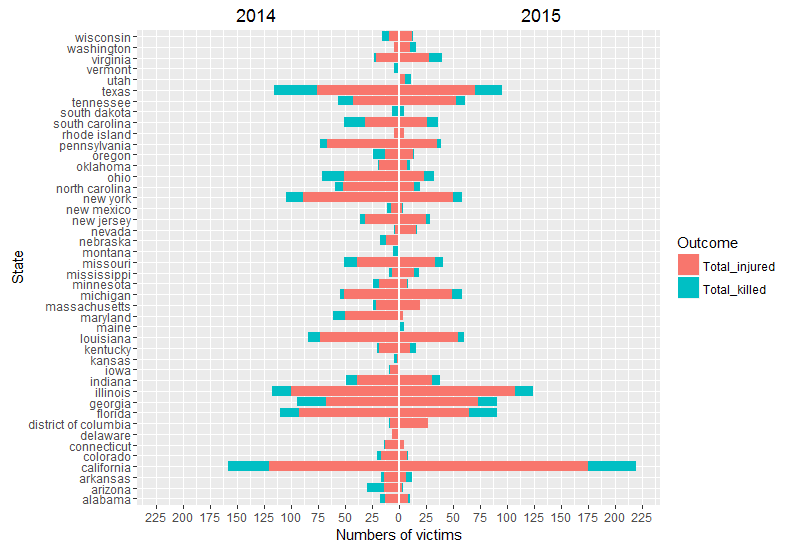 2014 2015
wisconsin
washington
virginia
vermont
utah
texas
tennessee
south dakota
south carolina
rhode island
pennsylvania
oregon
oklahoma
ohio
north carolina
new york
new mexico
new jersey
nevada
nebraska
montana
missouri
mississippi
minnesota
michigan
massachusetts
maryland
maine
louisiana
kentucky
kansas
iowa
indiana
illinois
georgia
florida
district of columbia
delaware
connecticut
colorado
california
arkansas
arizona
alabama
State
225 200 175 150 125 100 75 50 25 0 25 50 75 100 125 150 175 200 225
Numbers of victims
Outcome
Total_injured
Total_killed